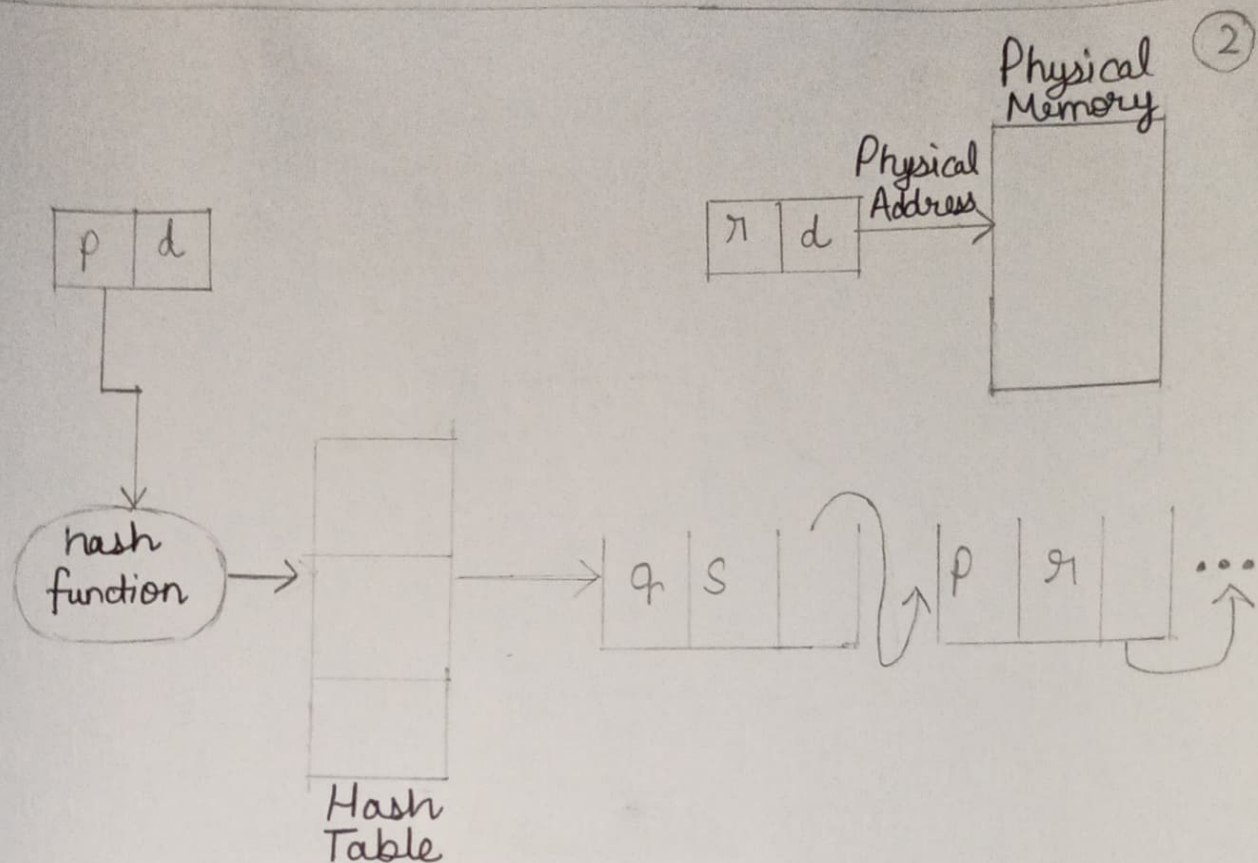 2
Physical
Memory
Physical
Address
p d
r d
hash
function
q s
p r
...
Hash
Table